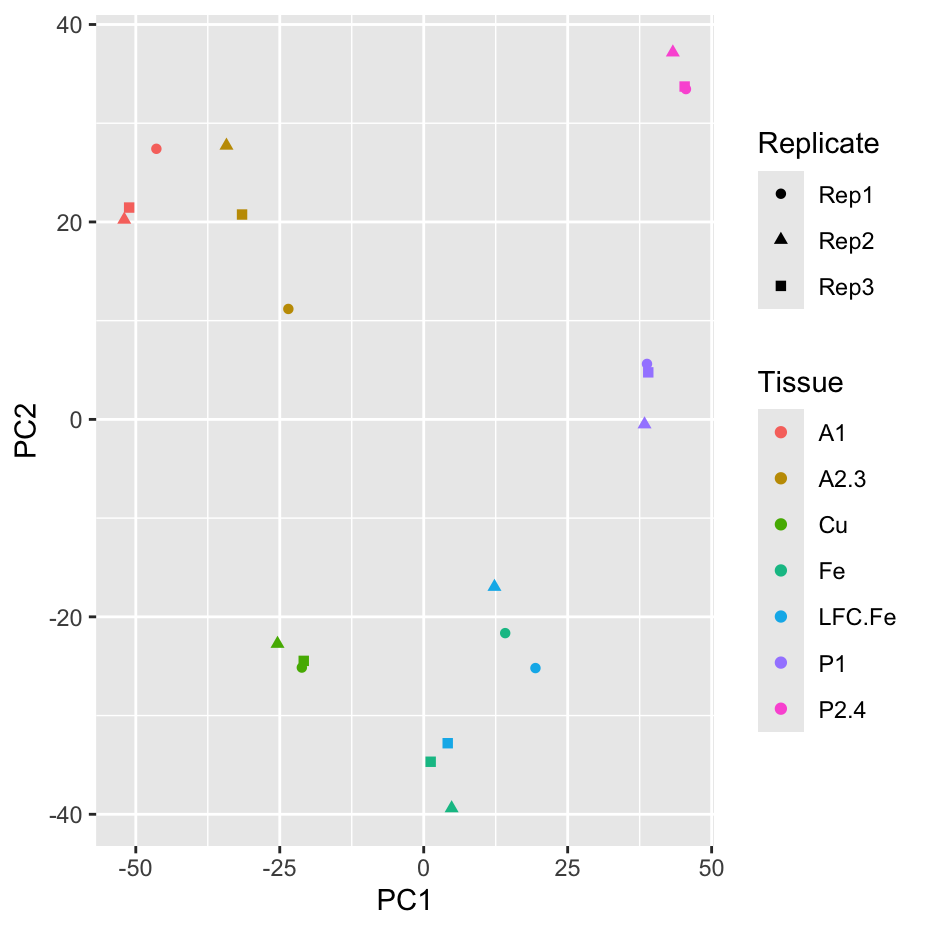 40
20
0
-20
-40
PC2
-50
-25
0
25
50
PC1
Replicate
Rep1
Rep2
Rep3
Tissue
A1
A2.3
Cu
Fe
LFC.Fe
P1
P2.4